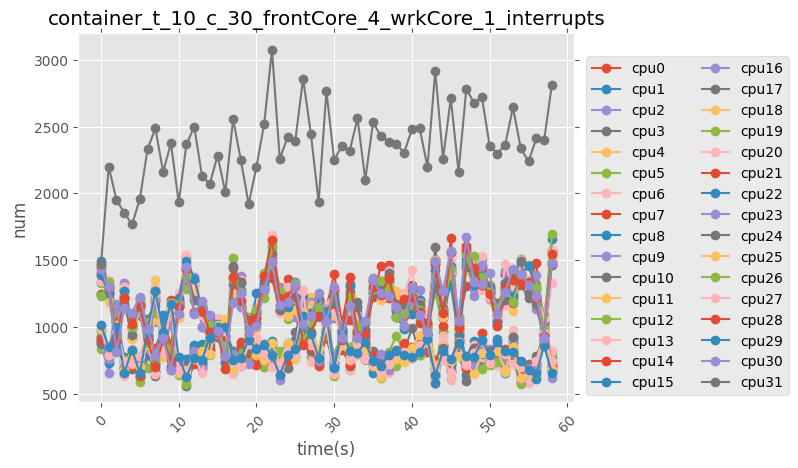 container_t_10_c_30_frontCore_4_wrkCore_1_interrupts
num
3000
2500
2000
1500
1000
500
0
10
20
30
40
50
60
time(s)
cpu0
cpu1
cpu2
cpu3
cpu4
cpu5
cpu6
cpu7
cpu8
cpu9
cpu10
cpu11
cpu12
cpu13
cpu14
cpu15
cpu16
cpu17
cpu18
cpu19
cpu20
cpu21
cpu22
cpu23
cpu24
cpu25
cpu26
cpu27
cpu28
cpu29
cpu30
cpu31